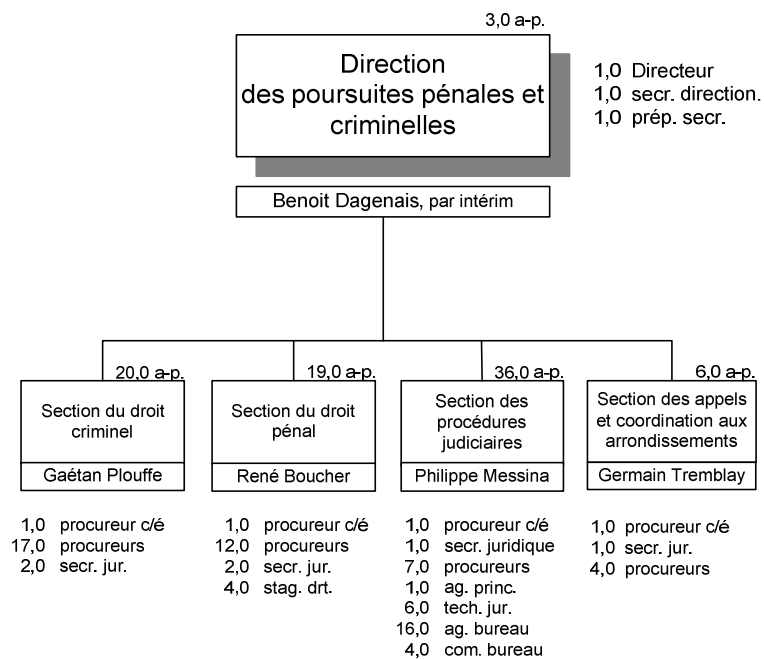 3,0 a-p.
Direction
des poursuites pénales et
criminelles
1,0 Directeur
1,0 secr. direction.
1,0 prép. secr.
Benoit Dagenais, par intérim
20,0 a-p.
Section du droit
criminel
Gaétan Plouffe
1,0 procureur c/é
17,0 procureurs
2,0 secr. jur.
19,0 a-p.
Section du droit
pénal
René Boucher
1,0 procureur c/é
12,0 procureurs
2,0 secr. jur.
4,0 stag. drt.
36,0 a-p.
Section des
procédures
judiciaires
Philippe Messina
1,0 procureur c/é
1,0 secr. juridique
7,0 procureurs
1,0 ag. princ.
6,0 tech. jur.
16,0 ag. bureau
4,0 com. bureau
6,0 a-p.
Section des appels
et coordination aux
arrondissements
Germain Tremblay
1,0 procureur c/é
1,0 secr. jur.
4,0 procureurs